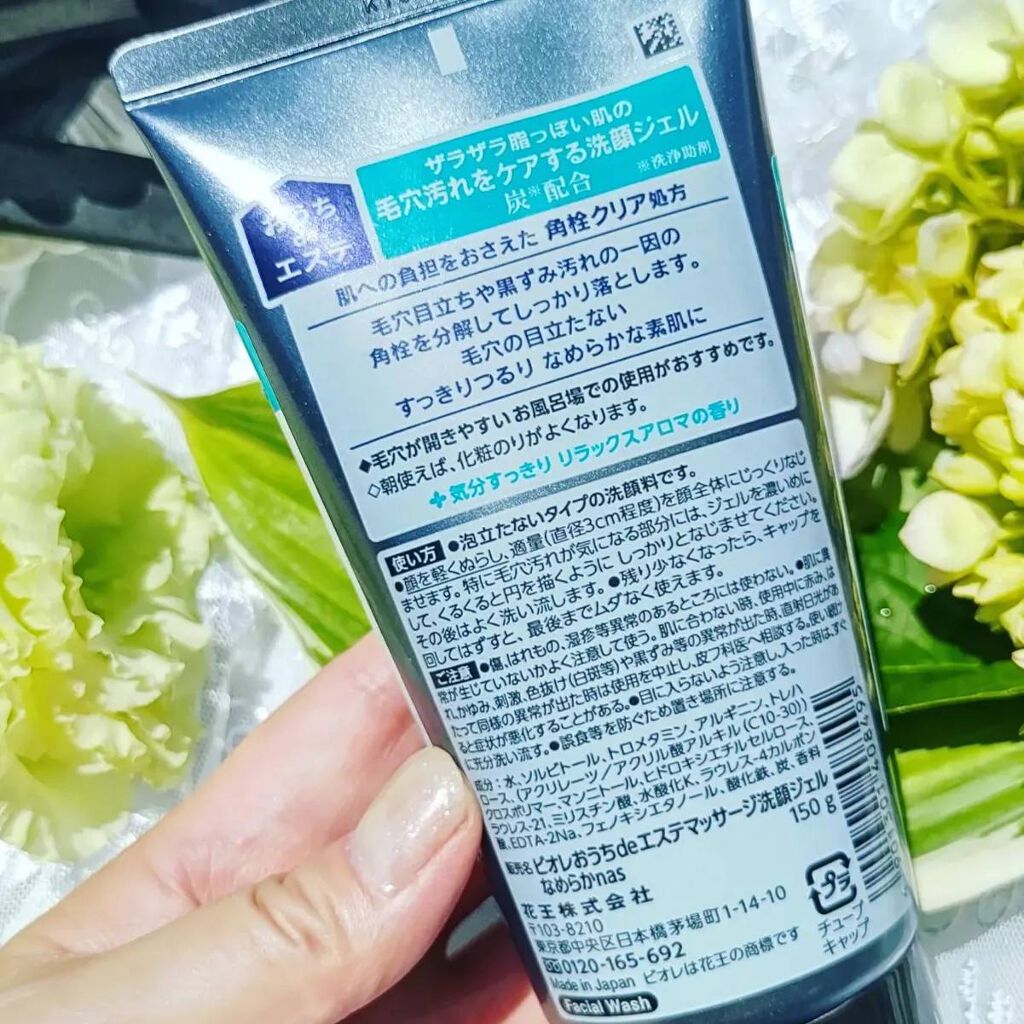 ザラザラ脂っぽい肌の
毛穴汚れをケアする洗顔ジェル
炭※配合
※洗浄助剤
おうち
de
エステ
肌への負担をおさえた 角栓クリア処方
毛穴目立ちや黒ずみ汚れの一因の
角栓を分解してしっかり落とします。
毛穴の目立たない
すっきりつるり なめらかな素肌に
◆毛穴が開きやすい お風呂場での使用がおすすめです。
◇朝使えば、化粧のりがよくなります。
気分すっきり リラックスアロマの香り
使い方 ●泡立たないタイプの洗顔料です。
●顔を軽くぬらし、適量(直径3cm程度)を顔全体にじっくりなじ
ませます。特に毛穴汚れが気になる部分には、ジェルを濃いめに
して、くるくると円を描くように しっかりとなじませてください。
その後はよく洗い流します。●残り少なくなったら、キャップを
回してはずすと、最後までムダなく使えます。
ご注意 ●傷、はれもの、湿疹等異常のあるところには使わない。●肌に異
常が生じていないかよく注意して使う。肌に合わない時、使用中に赤み、は
れ、かゆみ、刺激、色抜け(白斑等)や黒ずみ等の異常が出た時、直射日光があ
たって同様の異常が出た時は使用を中止し、皮フ科医へ相談する。使い続け
ると症状が悪化することがある。●目に入らないよう注意し、入った時は、すぐ
に充分洗い流す。●誤食等を防ぐため置き場所に注意する。
成分:水、ソルビトール、トロメタミン、アルギニン、トレハ
ロース、(アクリレーツ/アクリル酸アルキル(C10-30))
クロスポリマー、マンニトール、ヒドロキシエチルセルロース、
ラウレス-21、ミリスチン酸、水酸化K、ラウレス-4カルボン
酸、EDTA-2Na、フェノキシエタノール、酸化鉄、炭、香料
販売名 ビオレおうちdeエステマッサージ洗顔ジェル
なめらかnas
150 g
花王株式会社
〒103-8210
東京都中央区日本橋茅場町1-14-10
0120-165-692
Made in Japan ビオレは花王の商標です
Facial Wash
プラ
チューブ
キャップ